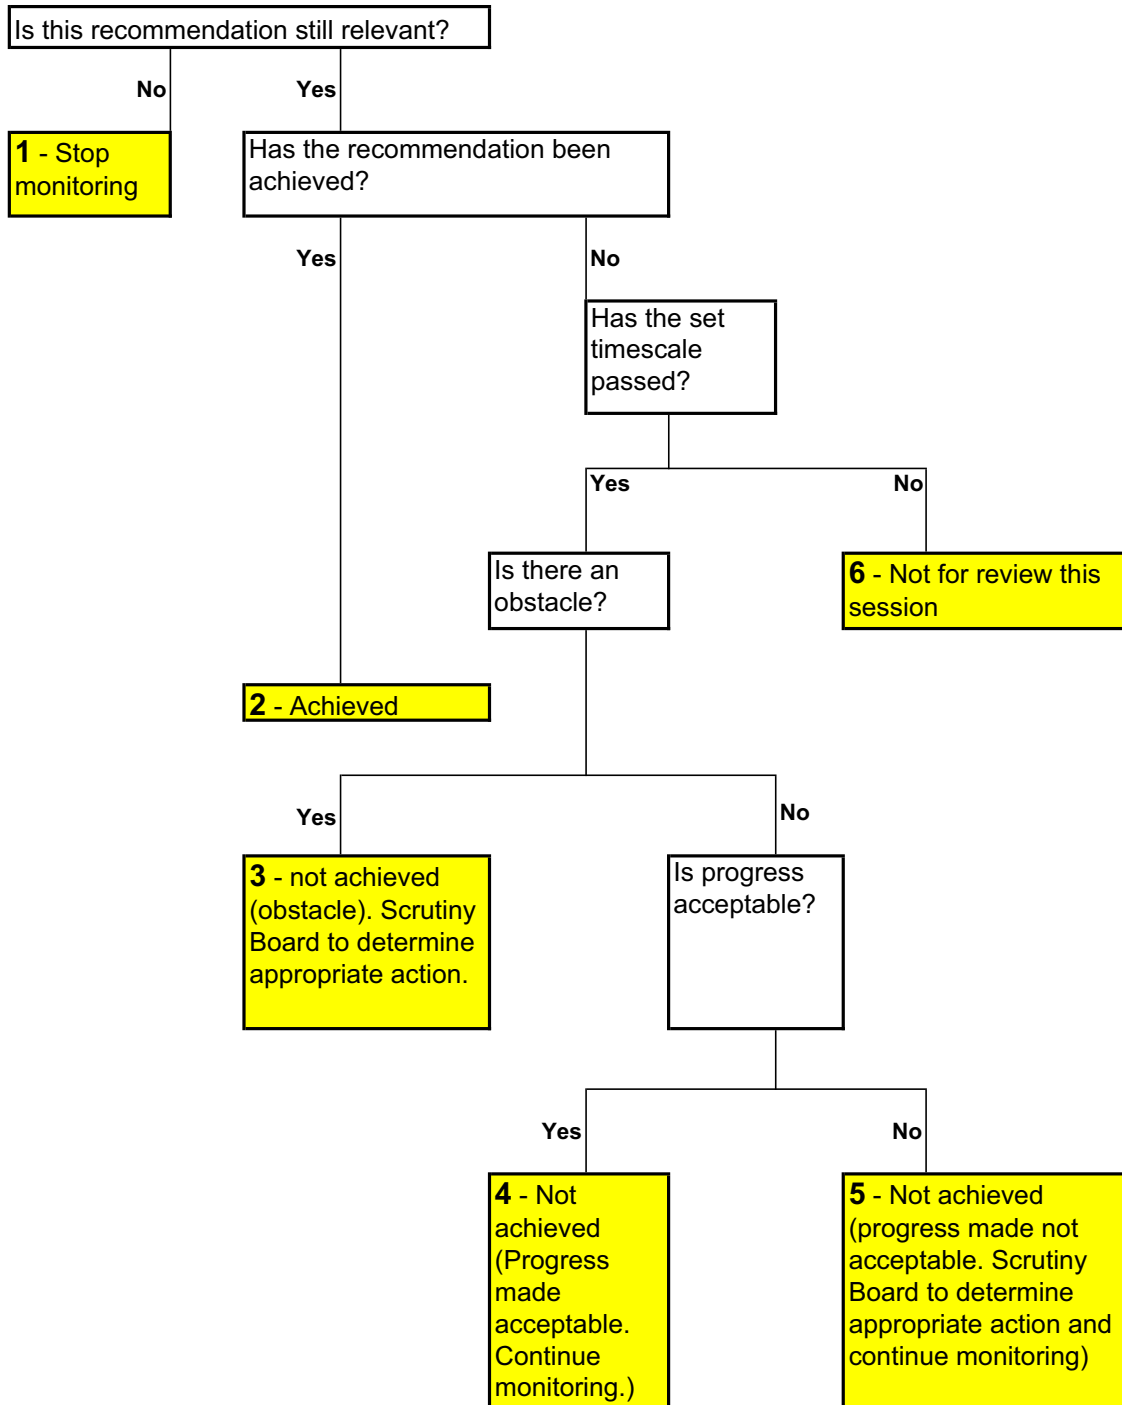 Is this recommendation still relevant?
No
Yes
1 - Stop
monitoring
Has the recommendation been
achieved?
Yes
No
Has the set
timescale
passed?
Yes
No
Is there an
obstacle?
6 - Not for review this
session
2 - Achieved
Yes
No
3 - not achieved
(obstacle). Scrutiny
Board to determine
appropriate action.
Is progress
acceptable?
Yes
No
4 - Not
achieved
(Progress
made
acceptable.
Continue
monitoring.)
5 - Not achieved
(progress made not
acceptable. Scrutiny
Board to determine
appropriate action and
continue monitoring)